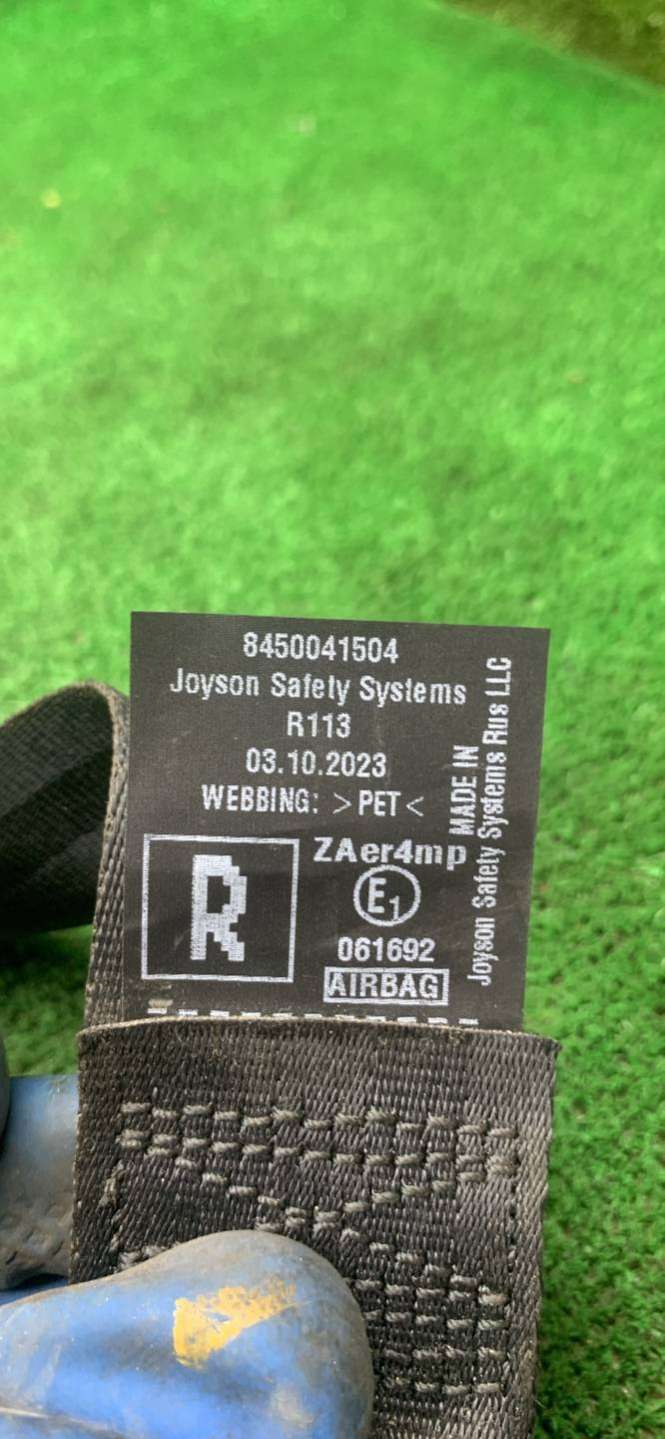 8450041504
Joyson Safety Systems
R113
03.10.2023
WEBBING: >PET<
MADE IN
Joyson Safety Systems Rus LLC
R
ZAer4mp
E1
061692
AIRBAG